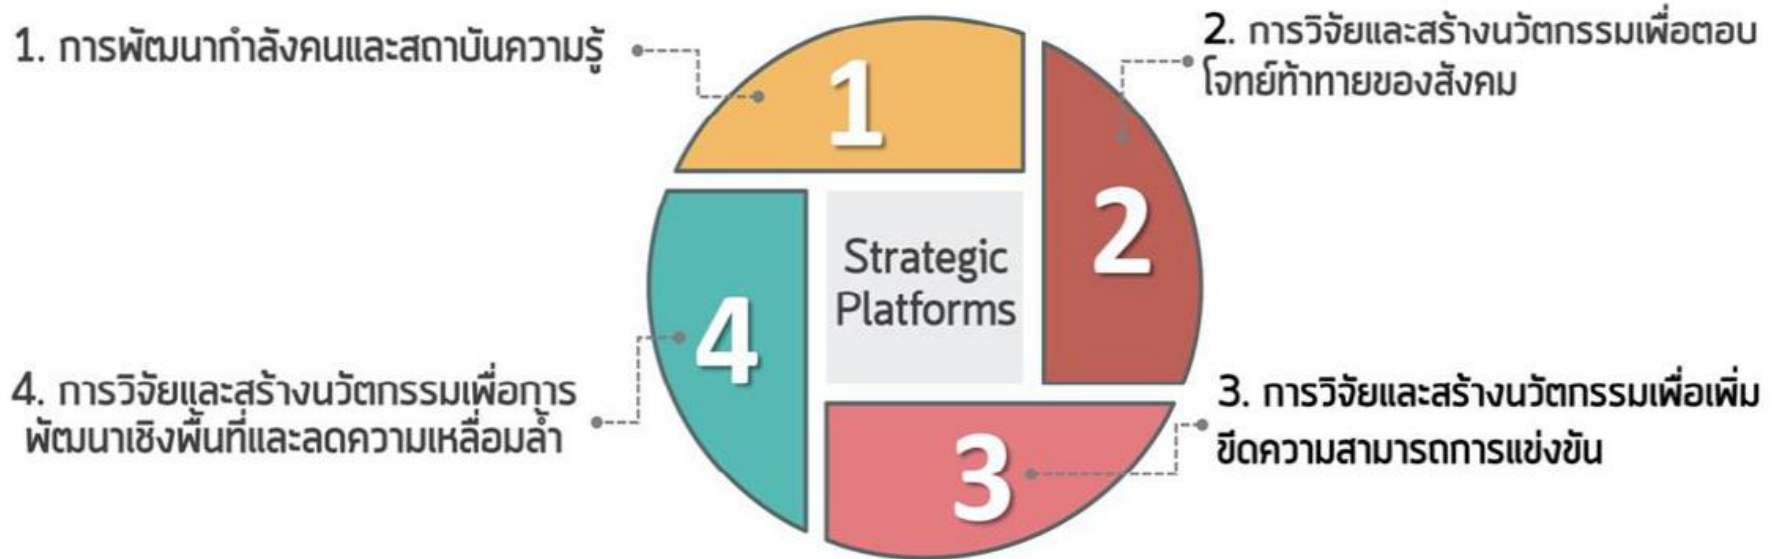 1. การพัฒนากำลังคนและสถาบันความรู้
1
2. การวิจัยและสร้างนวัตกรรมเพื่อตอบ
โจทย์ท้าทายของสังคม
2
Strategic
Platforms
3. การวิจัยและสร้างนวัตกรรมเพื่อเพิ่ม
ขีดความสามารถการแข่งขัน
3
4. การวิจัยและสร้างนวัตกรรมเพื่อการ
พัฒนาเชิงพื้นที่และลดความเหลื่อมล้ำ
4